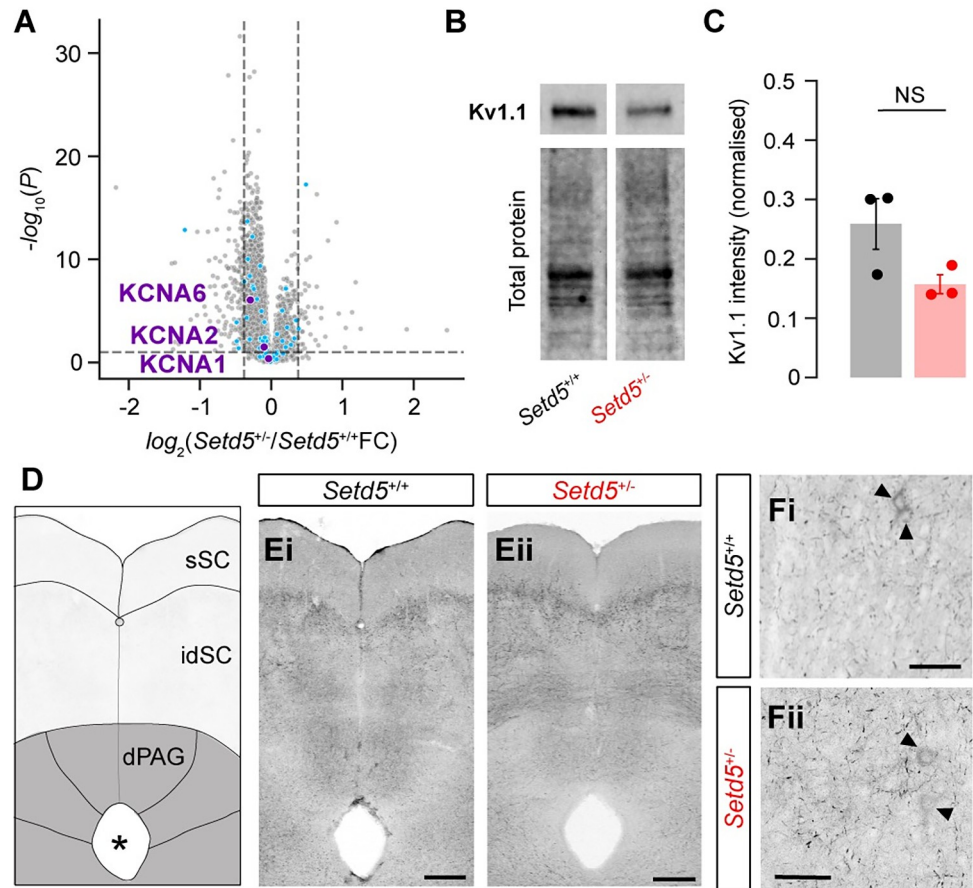 A
30
20
10
0
-log10(P)
KCNA6
KCNA2
KCNA1
-2 -1 0 1 2
log2(Setd5+/-/Setd5+/+FC)
B
Kv1.1
Total protein
Setd5+/+ Setd5+/-
C
NS
0.5
0.4
0.3
0.2
0.1
0
Kv1.1 intensity (normalised)
D
sSC
idSC
dPAG
*
Setd5+/+
Ei
Setd5+/-
Eii
Setd5+/+
Fi
Setd5+/-
Fii